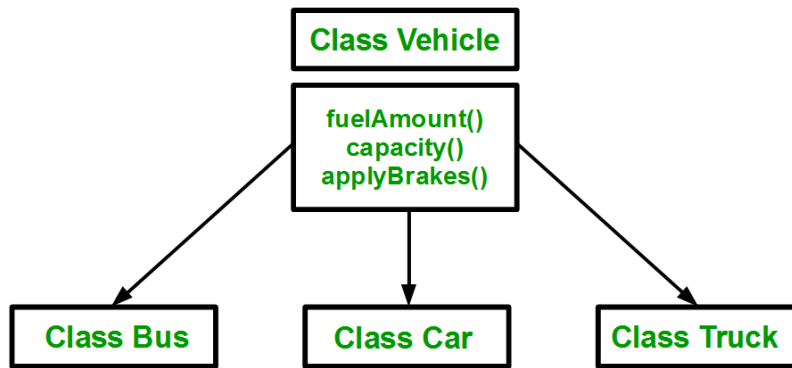 Class Vehicle
fuelAmount()
capacity()
applyBrakes()
Class Bus
Class Car
Class Truck